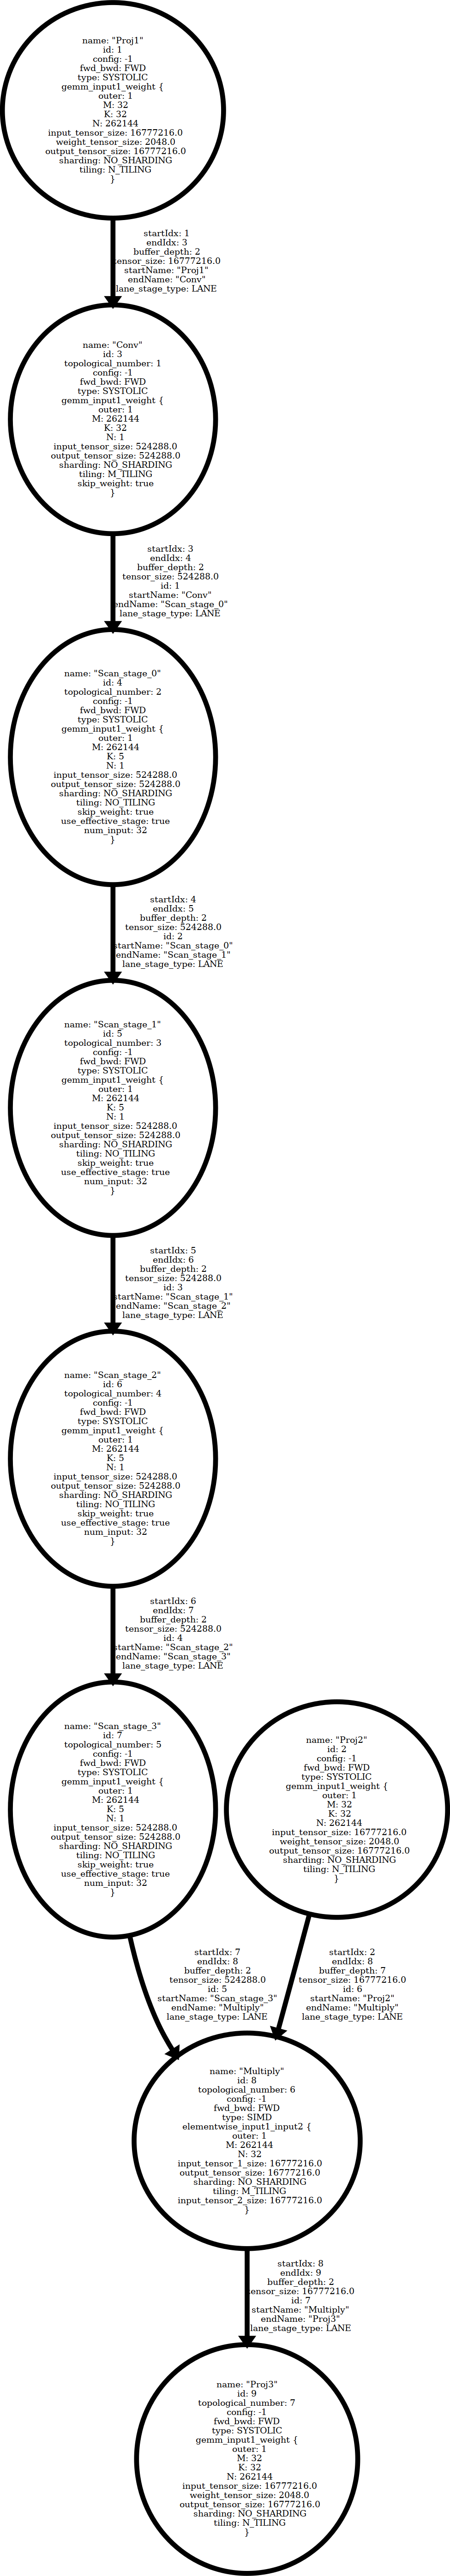 name: "Proj1"
id: 1
config: -1
fwd_bwd: FWD
type: SYSTOLIC
gemm_input1_weight {
outer: 1
M: 32
K: 32
N: 262144
input_tensor_size: 16777216.0
weight_tensor_size: 2048.0
output_tensor_size: 16777216.0
sharding: NO_SHARDING
tiling: N_TILING
}
startIdx: 1
endIdx: 3
buffer_depth: 2
tensor_size: 16777216.0
startName: "Proj1"
endName: "Conv"
lane_stage_type: LANE
name: "Conv"
id: 3
topological_number: 1
config: -1
fwd_bwd: FWD
type: SYSTOLIC
gemm_input1_weight {
outer: 1
M: 262144
K: 32
N: 1
input_tensor_size: 524288.0
output_tensor_size: 524288.0
sharding: NO_SHARDING
tiling: M_TILING
skip_weight: true
}
startIdx: 3
endIdx: 4
buffer_depth: 2
tensor_size: 524288.0
id: 1
startName: "Conv"
endName: "Scan_stage_0"
lane_stage_type: LANE
name: "Scan_stage_0"
id: 4
topological_number: 2
config: -1
fwd_bwd: FWD
type: SYSTOLIC
gemm_input1_weight {
outer: 1
M: 262144
K: 5
N: 1
input_tensor_size: 524288.0
output_tensor_size: 524288.0
sharding: NO_SHARDING
tiling: NO_TILING
skip_weight: true
use_effective_stage: true
num_input: 32
}
startIdx: 4
endIdx: 5
buffer_depth: 2
tensor_size: 524288.0
id: 2
startName: "Scan_stage_0"
endName: "Scan_stage_1"
lane_stage_type: LANE
name: "Scan_stage_1"
id: 5
topological_number: 3
config: -1
fwd_bwd: FWD
type: SYSTOLIC
gemm_input1_weight {
outer: 1
M: 262144
K: 5
N: 1
input_tensor_size: 524288.0
output_tensor_size: 524288.0
sharding: NO_SHARDING
tiling: NO_TILING
skip_weight: true
use_effective_stage: true
num_input: 32
}
startIdx: 5
endIdx: 6
buffer_depth: 2
tensor_size: 524288.0
id: 3
startName: "Scan_stage_1"
endName: "Scan_stage_2"
lane_stage_type: LANE
name: "Scan_stage_2"
id: 6
topological_number: 4
config: -1
fwd_bwd: FWD
type: SYSTOLIC
gemm_input1_weight {
outer: 1
M: 262144
K: 5
N: 1
input_tensor_size: 524288.0
output_tensor_size: 524288.0
sharding: NO_SHARDING
tiling: NO_TILING
skip_weight: true
use_effective_stage: true
num_input: 32
}
startIdx: 6
endIdx: 7
buffer_depth: 2
tensor_size: 524288.0
id: 4
startName: "Scan_stage_2"
endName: "Scan_stage_3"
lane_stage_type: LANE
name: "Scan_stage_3"
id: 7
topological_number: 5
config: -1
fwd_bwd: FWD
type: SYSTOLIC
gemm_input1_weight {
outer: 1
M: 262144
K: 5
N: 1
input_tensor_size: 524288.0
output_tensor_size: 524288.0
sharding: NO_SHARDING
tiling: NO_TILING
skip_weight: true
use_effective_stage: true
num_input: 32
}
name: "Proj2"
id: 2
config: -1
fwd_bwd: FWD
type: SYSTOLIC
gemm_input1_weight {
outer: 1
M: 32
K: 32
N: 262144
input_tensor_size: 16777216.0
weight_tensor_size: 2048.0
output_tensor_size: 16777216.0
sharding: NO_SHARDING
tiling: N_TILING
}
startIdx: 7
endIdx: 8
buffer_depth: 2
tensor_size: 524288.0
id: 5
startName: "Scan_stage_3"
endName: "Multiply"
lane_stage_type: LANE
startIdx: 2
endIdx: 8
buffer_depth: 7
tensor_size: 16777216.0
id: 6
startName: "Proj2"
endName: "Multiply"
lane_stage_type: LANE
name: "Multiply"
id: 8
topological_number: 6
config: -1
fwd_bwd: FWD
type: SIMD
elementwise_input1_input2 {
outer: 1
M: 262144
N: 32
input_tensor_1_size: 16777216.0
output_tensor_size: 16777216.0
sharding: NO_SHARDING
tiling: M_TILING
input_tensor_2_size: 16777216.0
}
startIdx: 8
endIdx: 9
buffer_depth: 2
tensor_size: 16777216.0
id: 7
startName: "Multiply"
endName: "Proj3"
lane_stage_type: LANE
name: "Proj3"
id: 9
topological_number: 7
config: -1
fwd_bwd: FWD
type: SYSTOLIC
gemm_input1_weight {
outer: 1
M: 32
K: 32
N: 262144
input_tensor_size: 16777216.0
weight_tensor_size: 2048.0
output_tensor_size: 16777216.0
sharding: NO_SHARDING
tiling: N_TILING
}